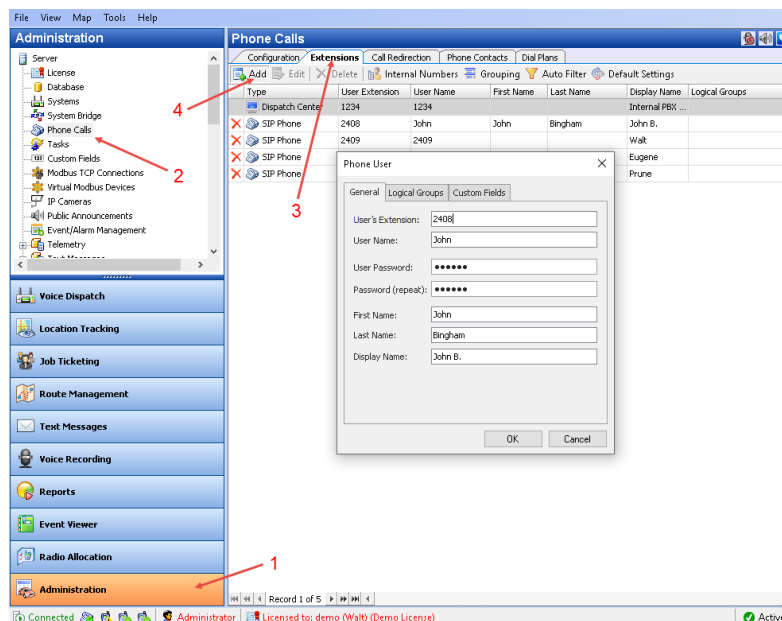 File View Map Tools Help
Administration
Server
License
Database
Systems
System Bridge
Phone Calls
Tasks
Custom Fields
Modbus TCP Connections
Virtual Modbus Devices
IP Cameras
Public Announcements
Event/Alarm Management
Telemetry
Voice Dispatch
Location Tracking
Job Ticketing
Route Management
Text Messages
Voice Recording
Reports
Event Viewer
Radio Allocation
Administration
Phone Calls
Configuration Extensions Call Redirection Phone Contacts Dial Plans
Add Edit Delete Internal Numbers Grouping Auto Filter Default Settings
Type User Extension User Name First Name Last Name Display Name Logical Groups
Dispatch Center 1234 1234 Internal PBX ...
SIP Phone 2408 John John Bingham John B.
SIP Phone 2409 2409 Walt
SIP Phone Eugene
SIP Phone Prune
Phone User
General Logical Groups Custom Fields
User's Extension: 2408
User Name: John
User Password: ●●●●●●
Password (repeat): ●●●●●●
First Name: John
Last Name: Bingham
Display Name: John B.
OK Cancel
4
2
3
1
Record 1 of 5
Connected Administrator Licensed to: demo (Walt) (Demo License) Active